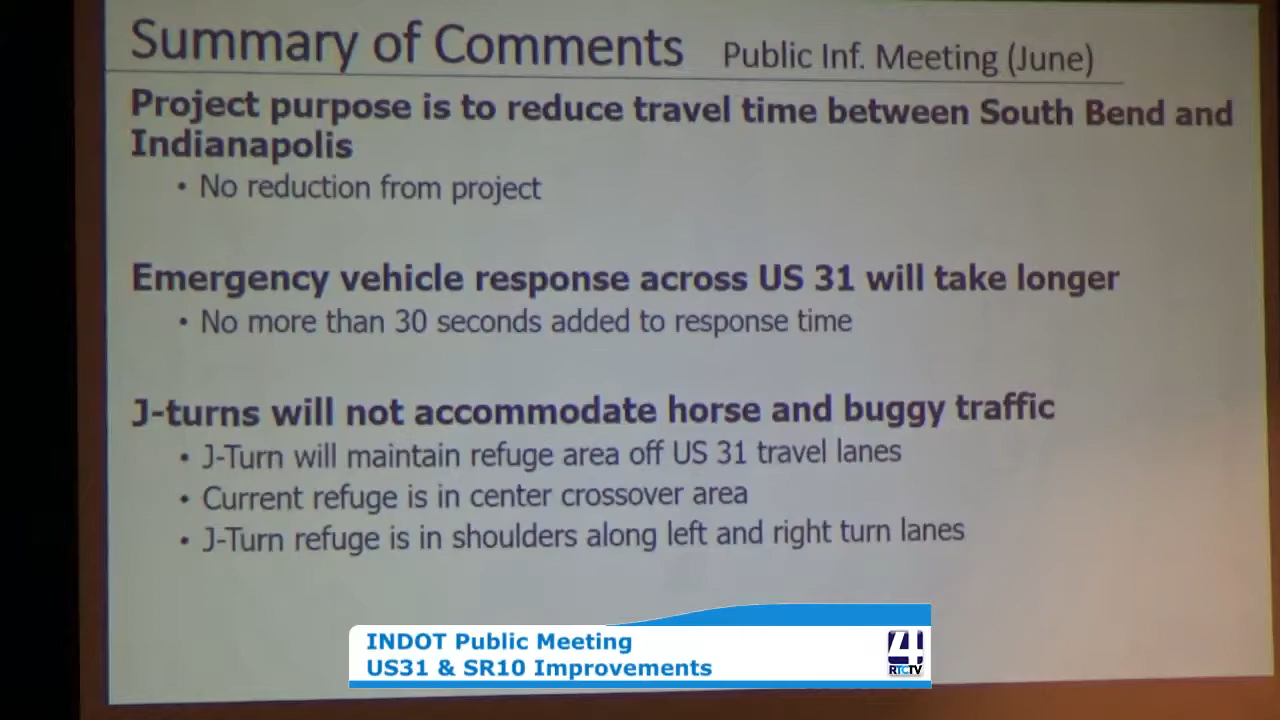 Summary of Comments Public Inf. Meeting (June)
Project purpose is to reduce travel time between South Bend and
Indianapolis
• No reduction from project
Emergency vehicle response across US 31 will take longer
• No more than 30 seconds added to response time
J-turns will not accommodate horse and buggy traffic
• J-Turn will maintain refuge area off US 31 travel lanes
• Current refuge is in center crossover area
• J-Turn refuge is in shoulders along left and right turn lanes
INDOT Public Meeting
US31 & SR10 Improvements
4
RTCTV